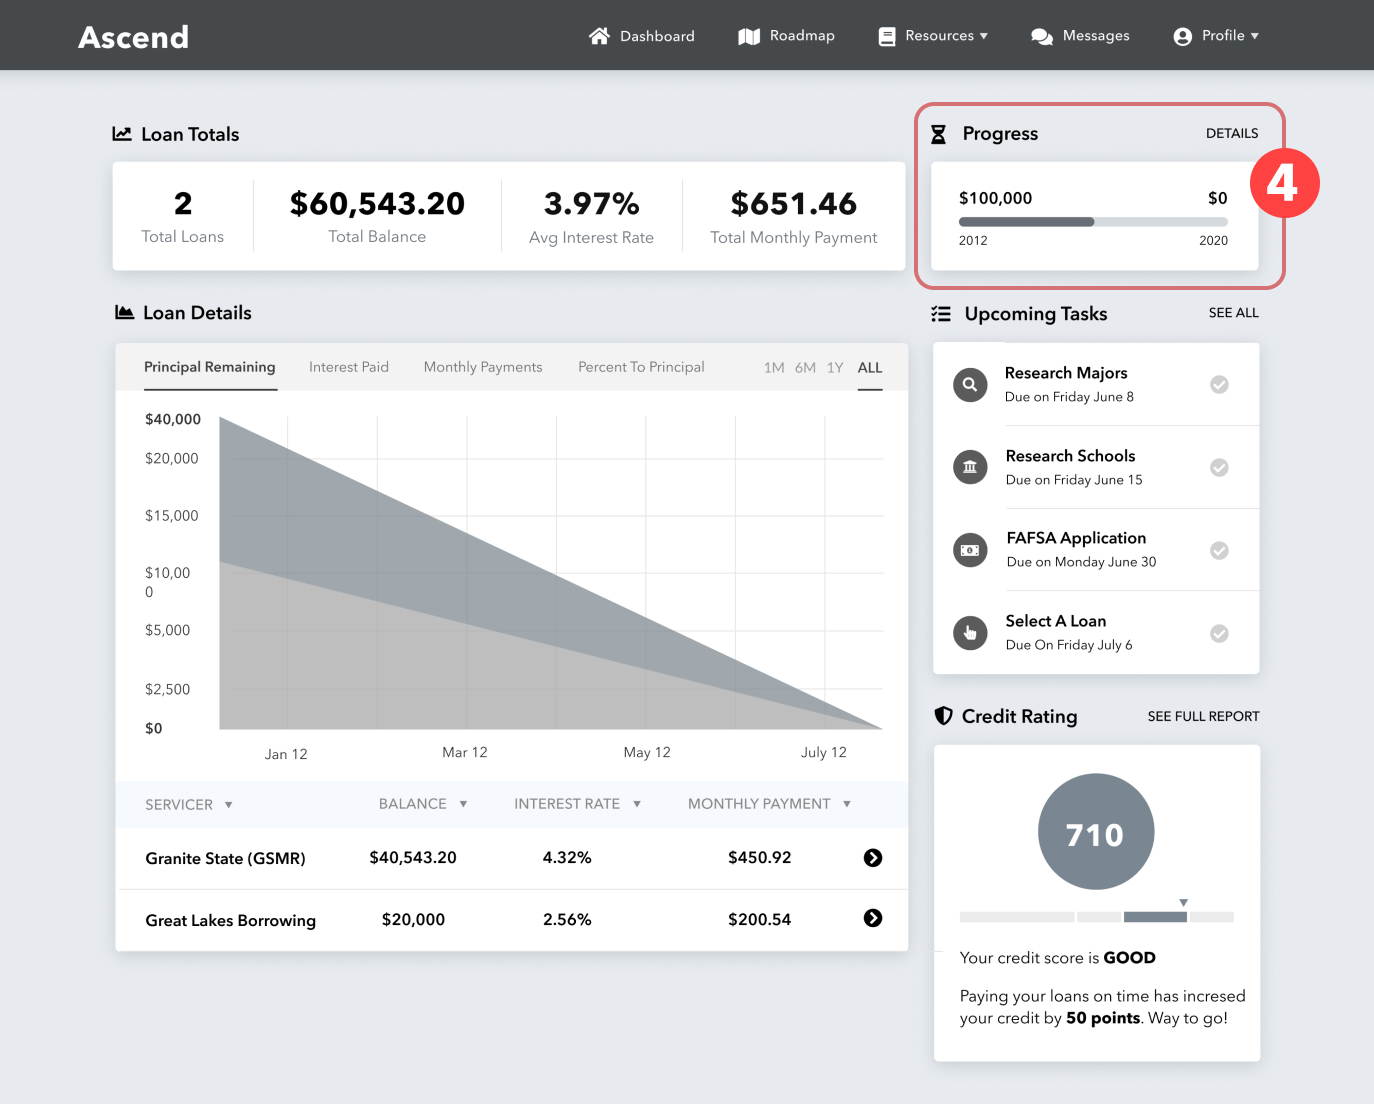 Ascend
Dashboard
Roadmap
Resources ▼
Messages
Profile ▼
Loan Totals
2
Total Loans
$60,543.20
Total Balance
3.97%
Avg Interest Rate
$651.46
Total Monthly Payment
Progress
DETAILS
4
$100,000
$0
2012
2020
Loan Details
Principal Remaining
Interest Paid
Monthly Payments
Percent To Principal
1M 6M 1Y ALL
$40,000
$20,000
$15,000
$10,00
0
$5,000
$2,500
$0
Jan 12
Mar 12
May 12
July 12
SERVICER ▼
BALANCE ▼
INTEREST RATE ▼
MONTHLY PAYMENT ▼
Granite State (GSMR)
$40,543.20
4.32%
$450.92
Great Lakes Borrowing
$20,000
2.56%
$200.54
Upcoming Tasks
SEE ALL
Research Majors
Due on Friday June 8
Research Schools
Due on Friday June 15
FAFSA Application
Due on Monday June 30
Select A Loan
Due On Friday July 6
Credit Rating
SEE FULL REPORT
710
Your credit score is GOOD
Paying your loans on time has incresed
your credit by 50 points. Way to go!